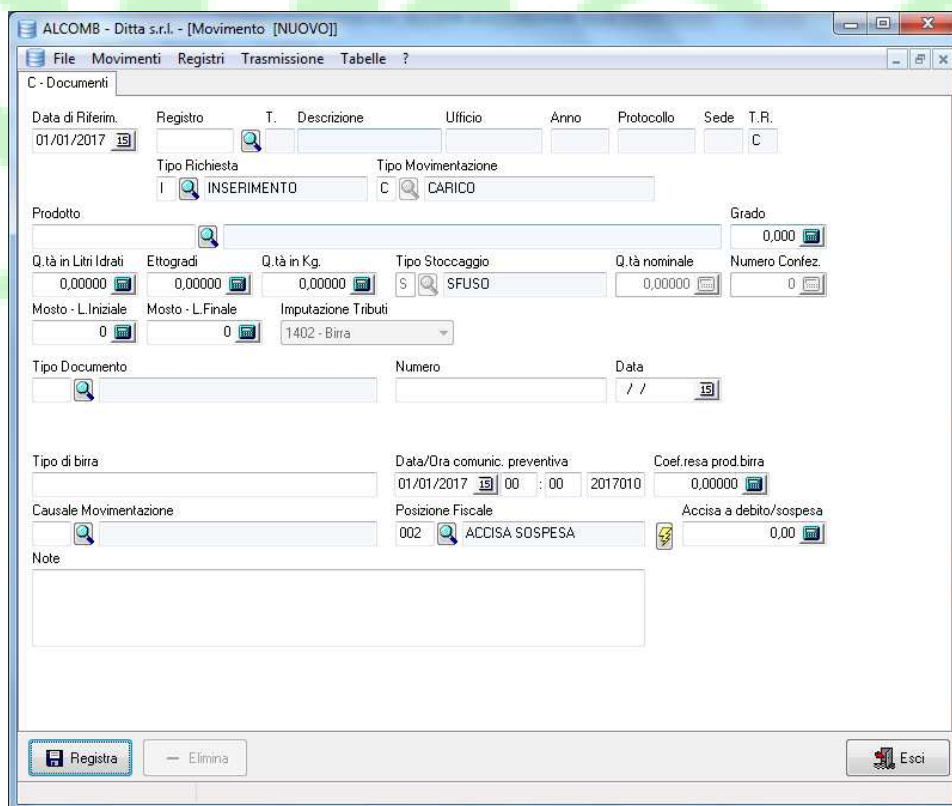 ALCOMB - Ditta s.r.l. - [Movimento [NUOVO]]
File Movimenti Registri Trasmissione Tabelle ?
C - Documenti
Data di Riferim. Registro T. Descrizione Ufficio Anno Protocollo Sede T.R.
01/01/2017 15 C
Tipo Richiesta Tipo Movimentazione
I INSERIMENTO C CARICO
Prodotto Grado
0,000
Q.tà in Litri Idrati Ettogradi Q.tà in Kg. Tipo Stoccaggio Q.tà nominale Numero Confez.
0,00000 0,00000 0,00000 S SFUSO 0,00000 0
Mosto - L.Iniziale Mosto - L.Finale Imputazione Tributi
0 0 1402 - Birra
Tipo Documento Numero Data
/ / 15
Tipo di birra Data/Ora comunic. preventiva Coef.resa prod.birra
01/01/2017 15 00 : 00 2017010 0,00000
Causale Movimentazione Posizione Fiscale Accisa a debito/sospesa
002 ACCISA SOSPESA 0,00
Note
Registra Elimina Esci